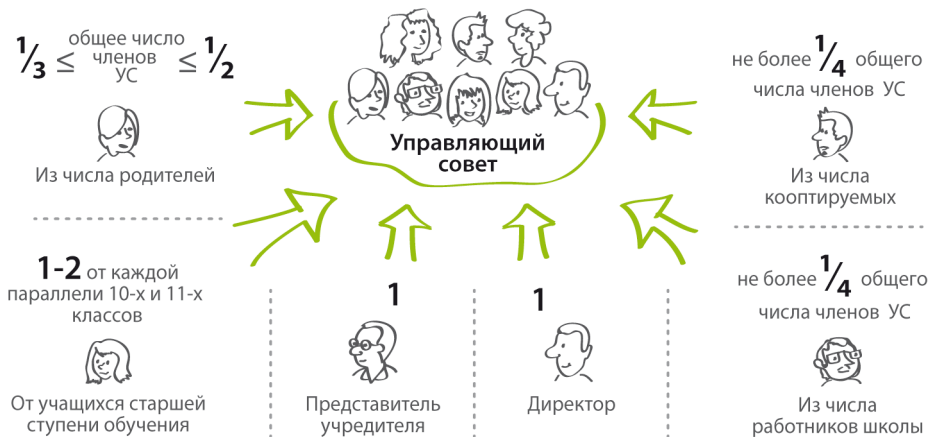 1/3 ≤ общее число членов УС ≤ 1/2
Из числа родителей
Управляющий
совет
не более 1/4 общего
числа членов УС
Из числа
кооптируемых
1-2 от каждой
параллели 10-х и 11-х
классов
От учащихся старшей
ступени обучения
1
Представитель
учредителя
1
Директор
не более 1/4 общего
числа членов УС
Из числа
работников школы